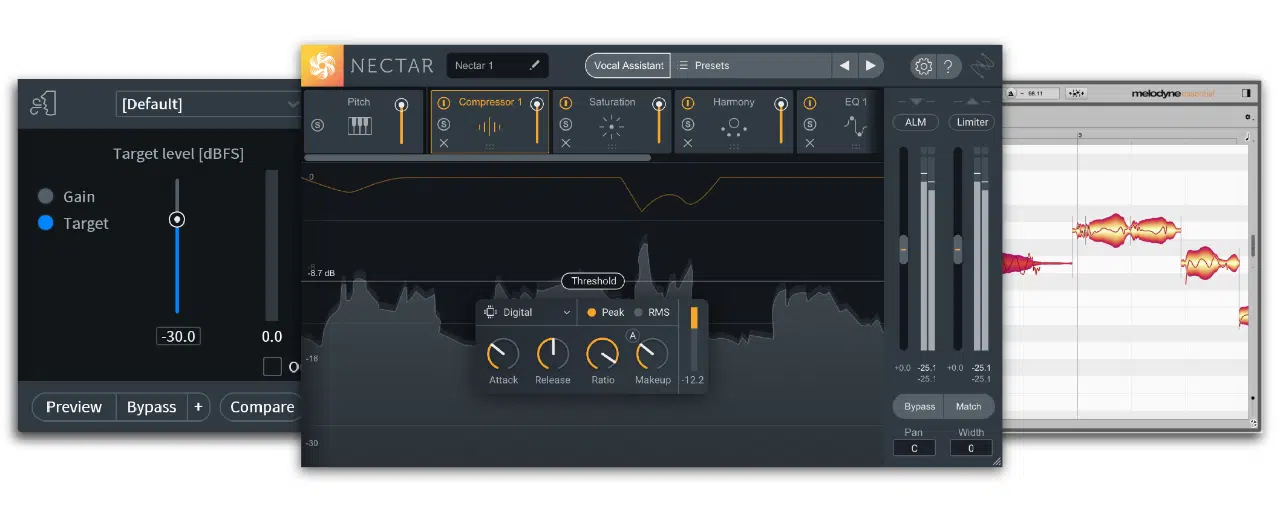 [Default]
Target level [dBFS]
Gain
Target
-30.0
0.0
O
Preview
Bypass
+
Compare
NECTAR
Nectar 1
Vocal Assistant
Presets
?
Pitch
Compressor 1
Saturation
Harmony
EQ 1
S
S
S
S
S
0
-8.7 dB
Threshold
Digital
Peak
RMS
A
Attack
Release
Ratio
Makeup
-12.2
-16
-30
ALM
Limiter
+0.0
-25.1
+0.0
-25.1
-25.1
-25.1
Bypass
Match
Pan
Width
C
0
melodyne essential
3